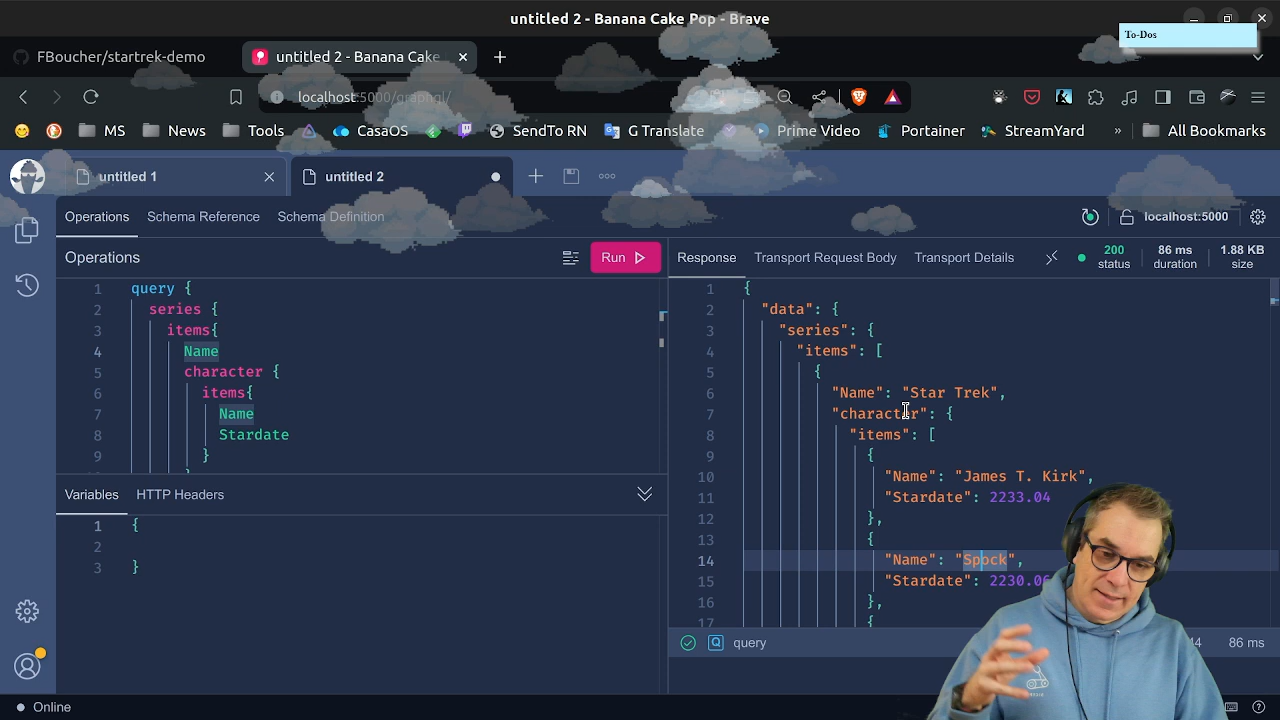 untitled 2 - Banana Cake Pop - Brave
To-Dos
FBoucher/startrek-demo
untitled 2 - Banana Cake
localhost:5000/graphql/
MS
News
Tools
CasaOS
SendTo RN
G Translate
Prime Video
Portainer
StreamYard
» All Bookmarks
untitled 1
untitled 2
Operations Schema Reference Schema Definition
localhost:5000
Operations
Run
Response Transport Request Body Transport Details
200 status
86 ms duration
1.88 KB size
1 query {
2 series {
3 items{
4 Name
5 character {
6 items{
7 Name
8 Stardate
9 }
Variables HTTP Headers
1 {
2
3 }
1 {
2 "data": {
3 "series": {
4 "items": [
5 {
6 "Name": "Star Trek",
7 "character": {
8 "items": [
9 {
10 "Name": "James T. Kirk",
11 "Stardate": 2233.04
12 },
13 {
14 "Name": "Spock",
15 "Stardate": 2230.06
16 },
17 {
query
86 ms
Online